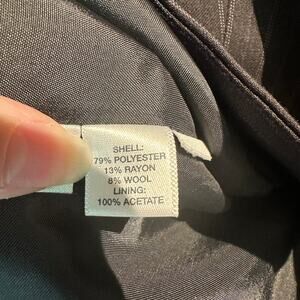 SHELL:
79% POLYESTER
13% RAYON
8% WOOL
LINING:
100% ACETATE